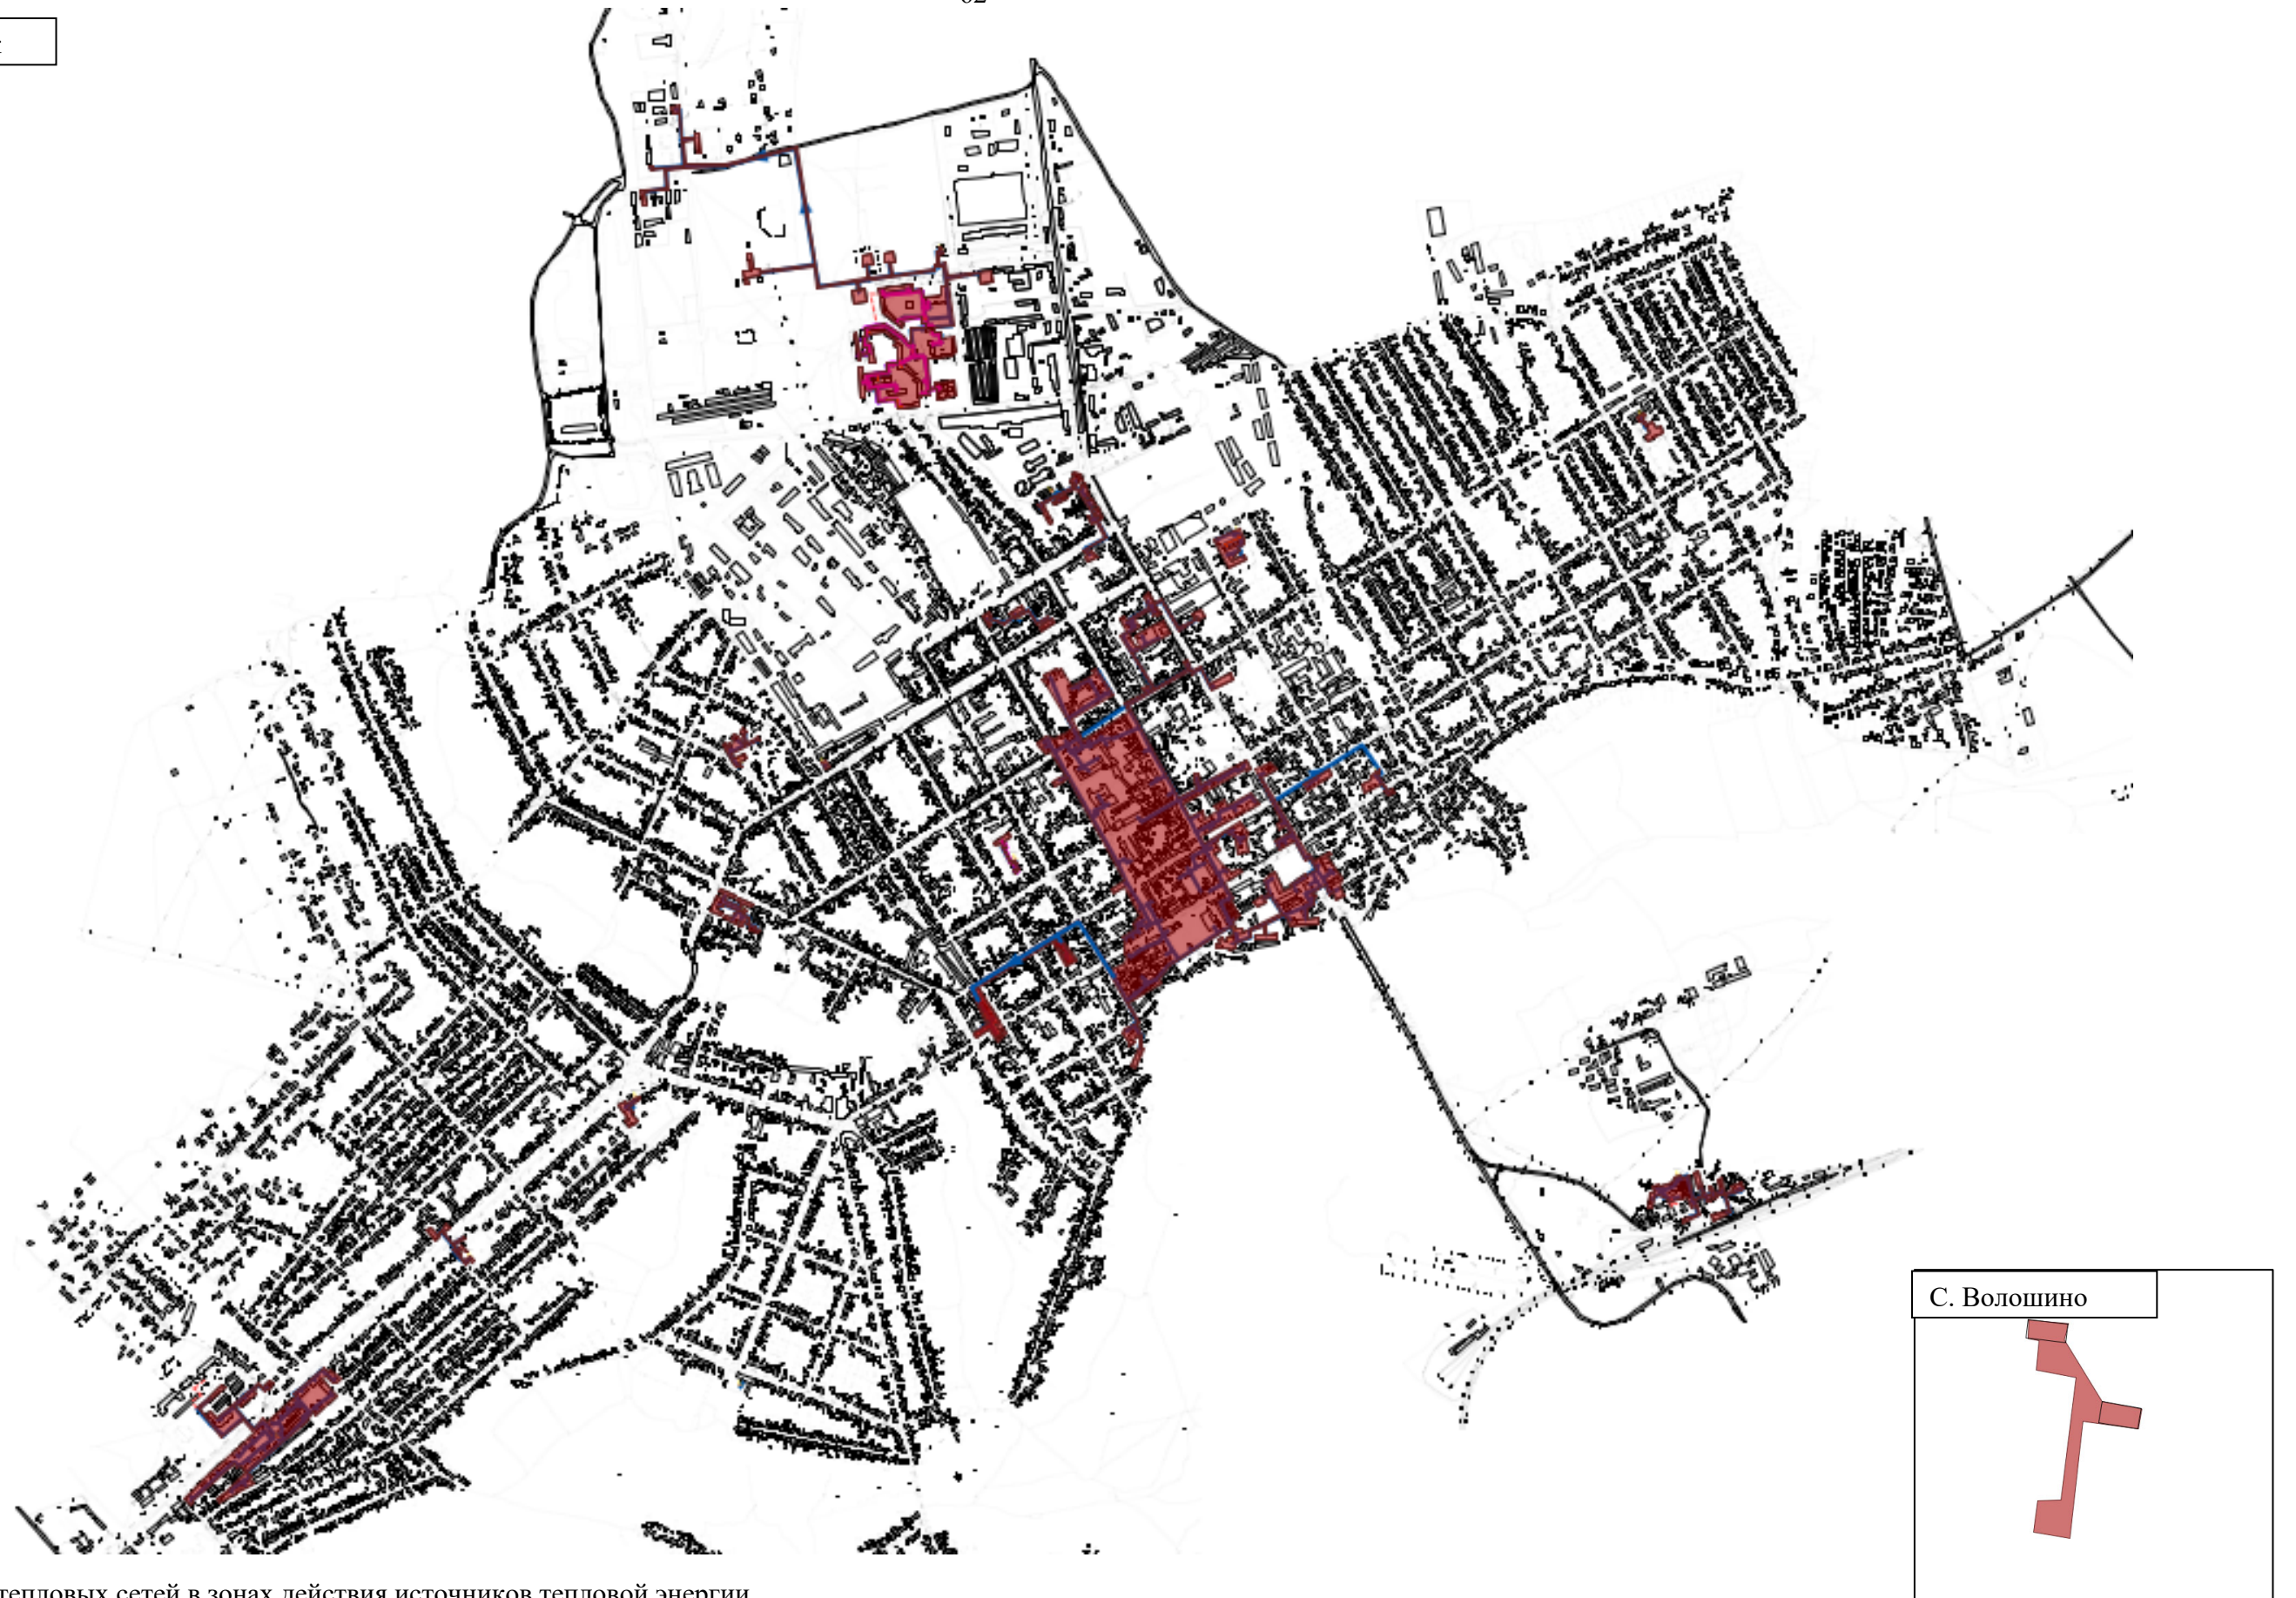 С. Волошино
тепловых сетей в зонах действия источников тепловой энергии